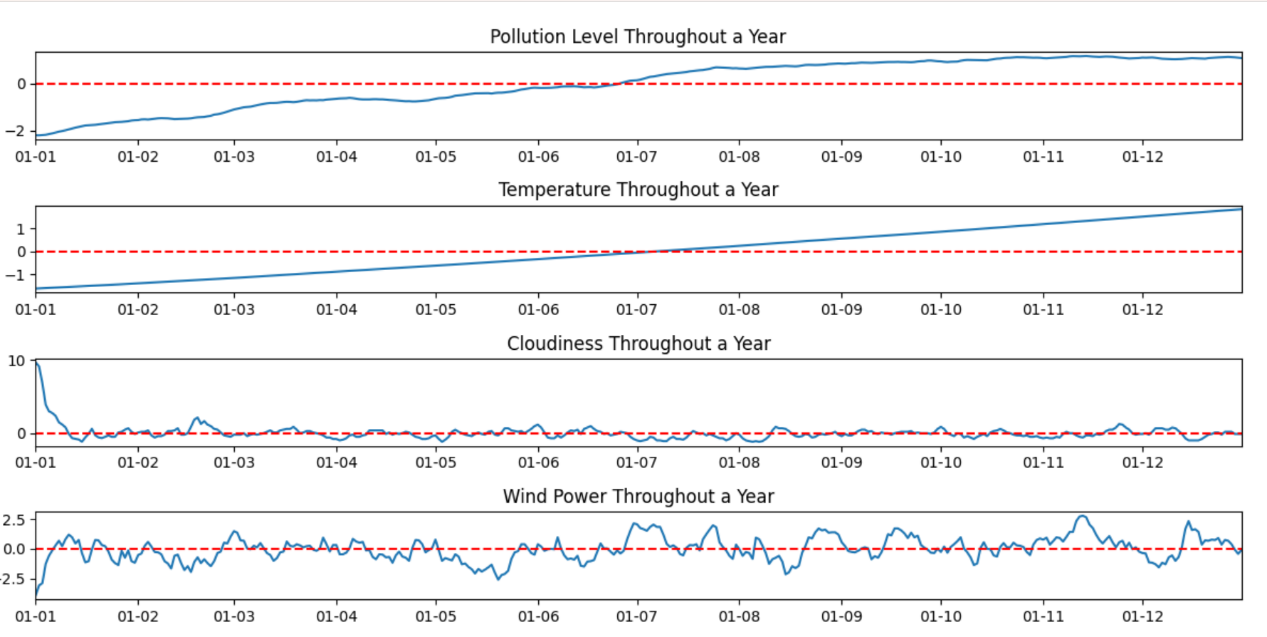 Pollution Level Throughout a Year
0
−2
01-01 01-02 01-03 01-04 01-05 01-06 01-07 01-08 01-09 01-10 01-11 01-12
Temperature Throughout a Year
1
0
−1
01-01 01-02 01-03 01-04 01-05 01-06 01-07 01-08 01-09 01-10 01-11 01-12
Cloudiness Throughout a Year
10
0
01-01 01-02 01-03 01-04 01-05 01-06 01-07 01-08 01-09 01-10 01-11 01-12
Wind Power Throughout a Year
2.5
0.0
−2.5
01-01 01-02 01-03 01-04 01-05 01-06 01-07 01-08 01-09 01-10 01-11 01-12